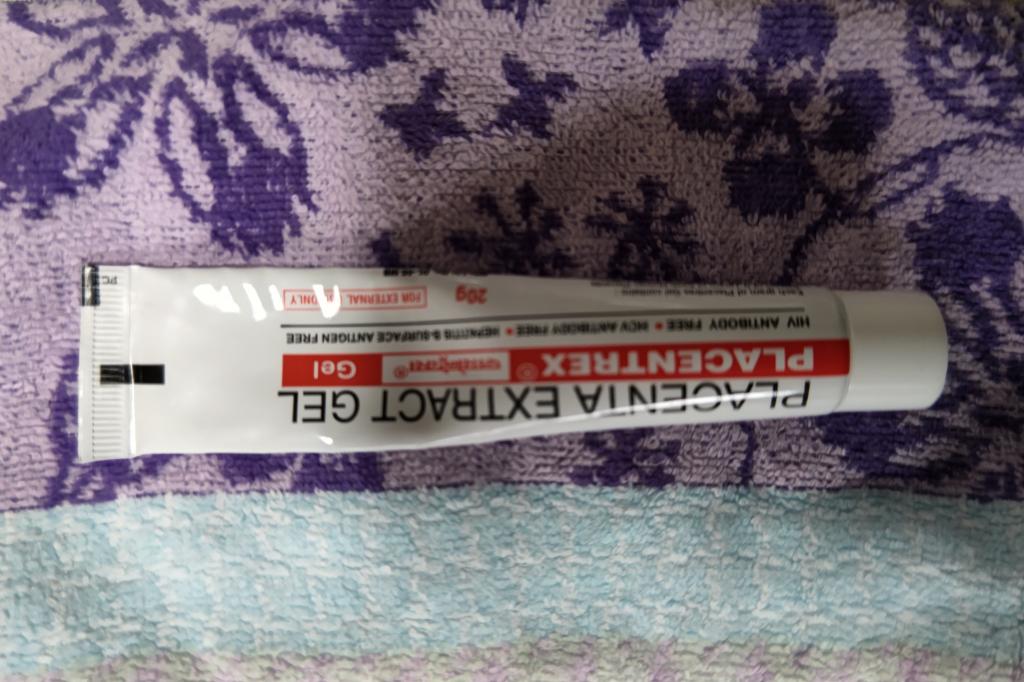 PLACENTA EXTRACT GEL
PLACENTREX® Gel
HIV ANTIBODY FREE • HCV ANTIBODY FREE • HEPATITIS B-SURFACE ANTIGEN FREE
Each gram of Placentrex Gel contains
20g FOR EXTERNAL ONLY